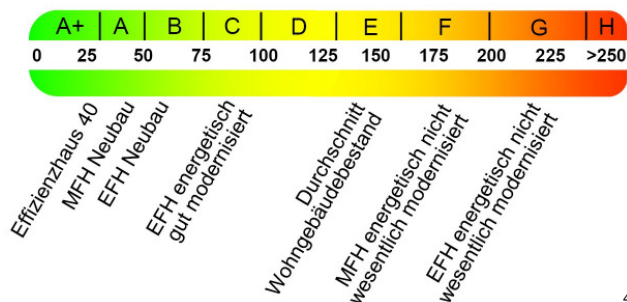 A+ A B C D E F G H
0 25 50 75 100 125 150 175 200 225 >250
Effizienzhaus 40
MFH Neubau
EFH Neubau
EFH energetisch
gut modernisiert
Durchschnitt
Wohngebäudebestand
MFH energetisch nicht
wesentlich modernisiert
EFH energetisch nicht
wesentlich modernisiert